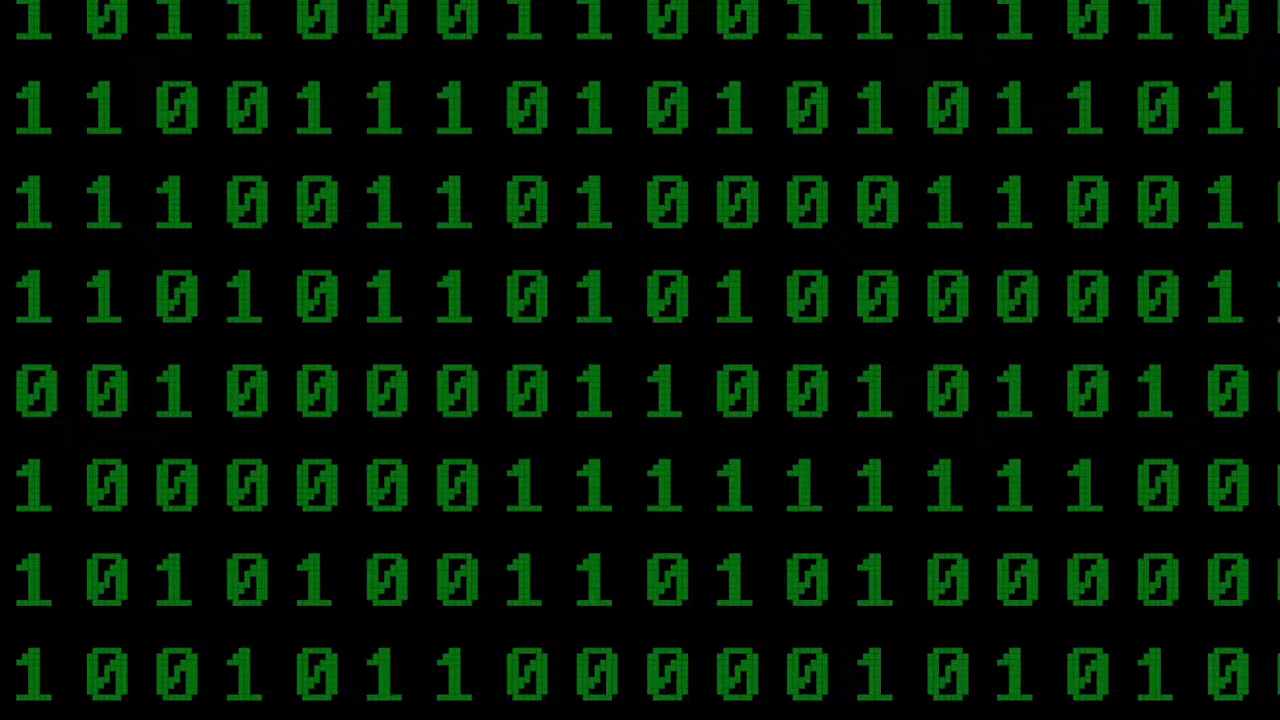 1 0 1 1 0 0 0 1 1 0 0 1 1 1 1 0 1 0
1 1 0 0 1 1 1 0 1 0 1 0 1 0 1 1 0 1
1 1 1 0 0 1 1 0 1 0 0 0 0 1 1 0 0 1
1 1 0 1 0 1 1 0 1 0 1 0 0 0 0 0 0 1
0 0 1 0 0 0 0 0 1 1 0 0 1 0 1 0 1 0
1 0 0 0 0 0 0 1 1 1 1 1 1 1 1 1 0 0
1 0 1 0 1 0 0 1 1 0 1 0 1 0 0 0 0 0
1 0 0 1 0 1 1 0 0 0 0 0 1 0 1 0 1 0